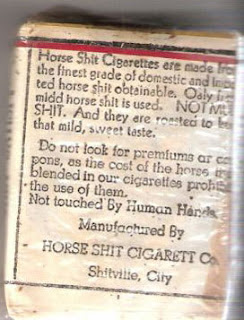 Horse Shit Cigarettes are made
the finest grade of domestic and
ted horse shit obtainable. Only
midd horse shit is used. NOT
SHIT. And they are roasted to
that mild, sweet taste.
Do not look for premiums or
pons, as the cost of the horse
blended in our cigaretics
the use of them.
Not touched By Human Hands
Manufactured By
HORSE SHIT CIGARETT
Shitville, City